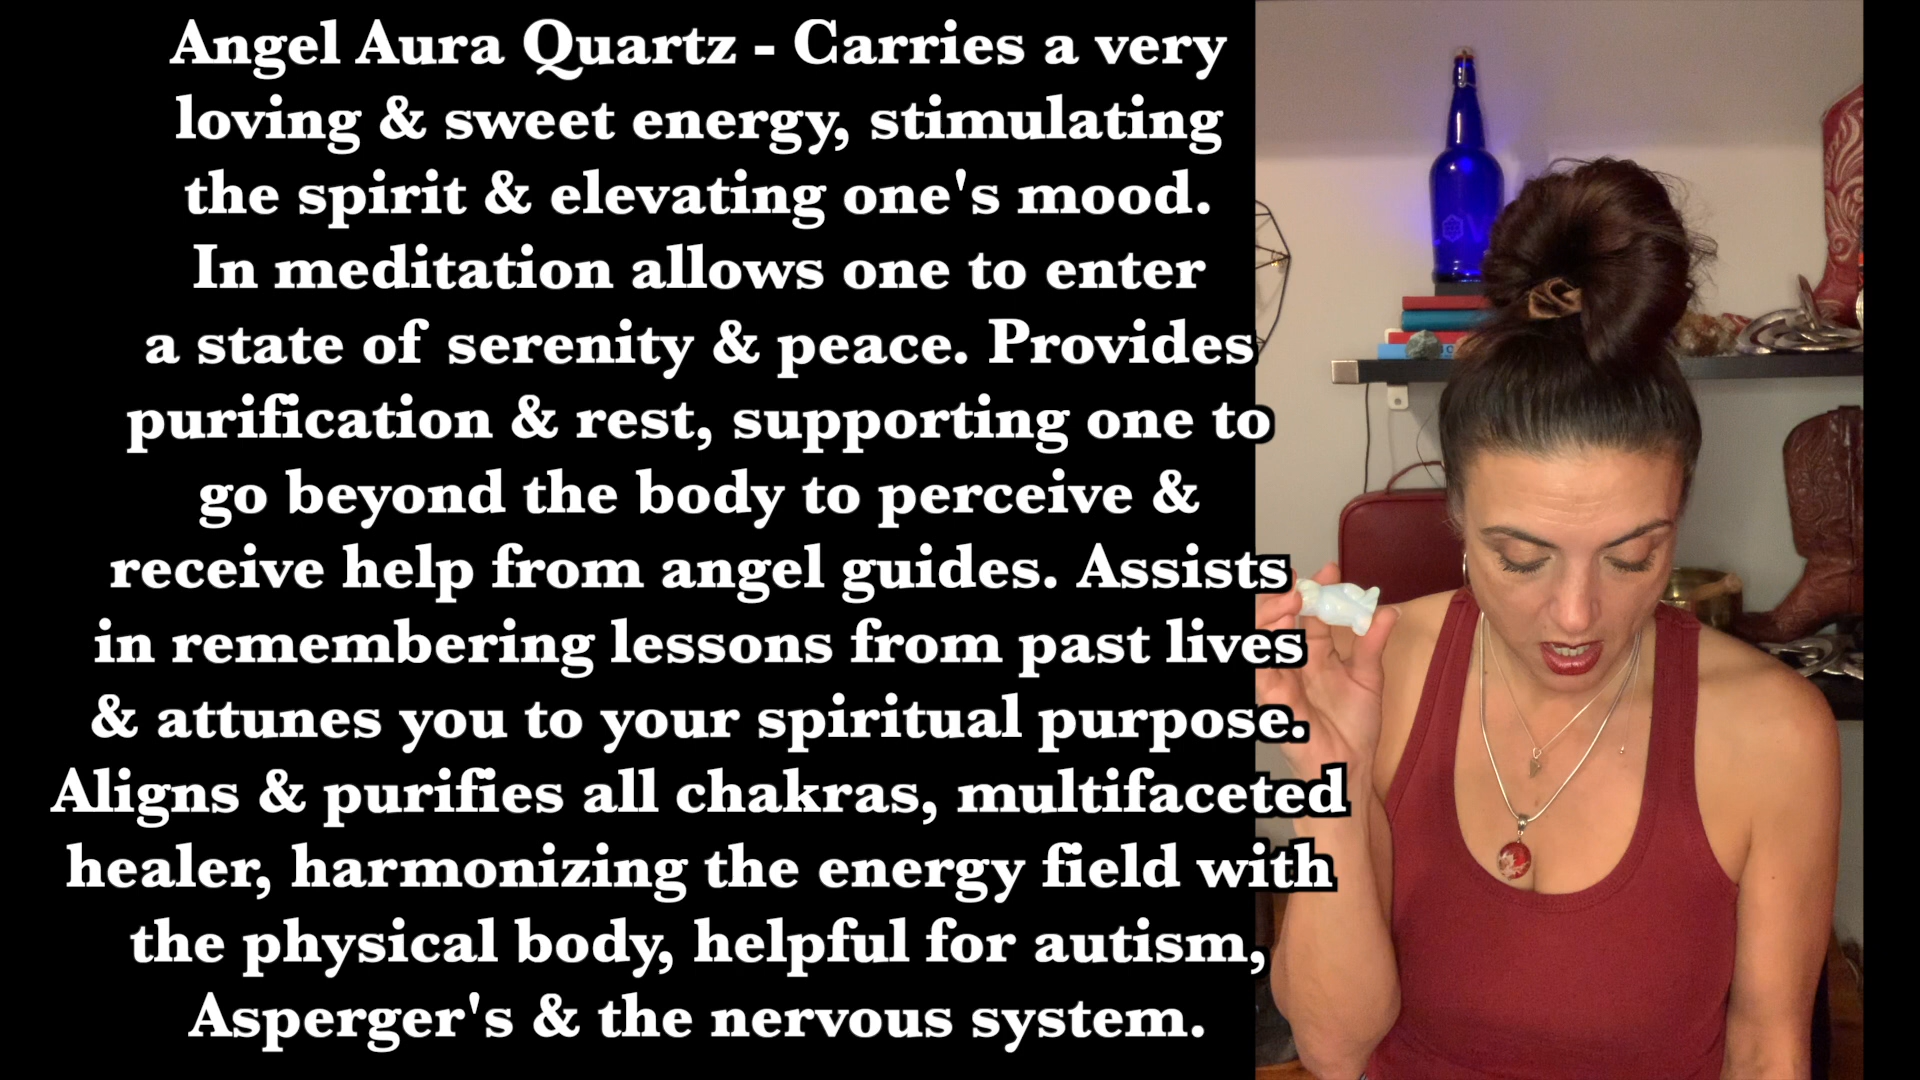 Angel Aura Quartz - Carries a very
loving & sweet energy, stimulating
the spirit & elevating one's mood.
In meditation allows one to enter
a state of serenity & peace. Provides
purification & rest, supporting one to
go beyond the body to perceive &
receive help from angel guides. Assists
in remembering lessons from past lives
& attunes you to your spiritual purpose.
Aligns & purifies all chakras, multifaceted
healer, harmonizing the energy field with
the physical body, helpful for autism,
Asperger's & the nervous system.